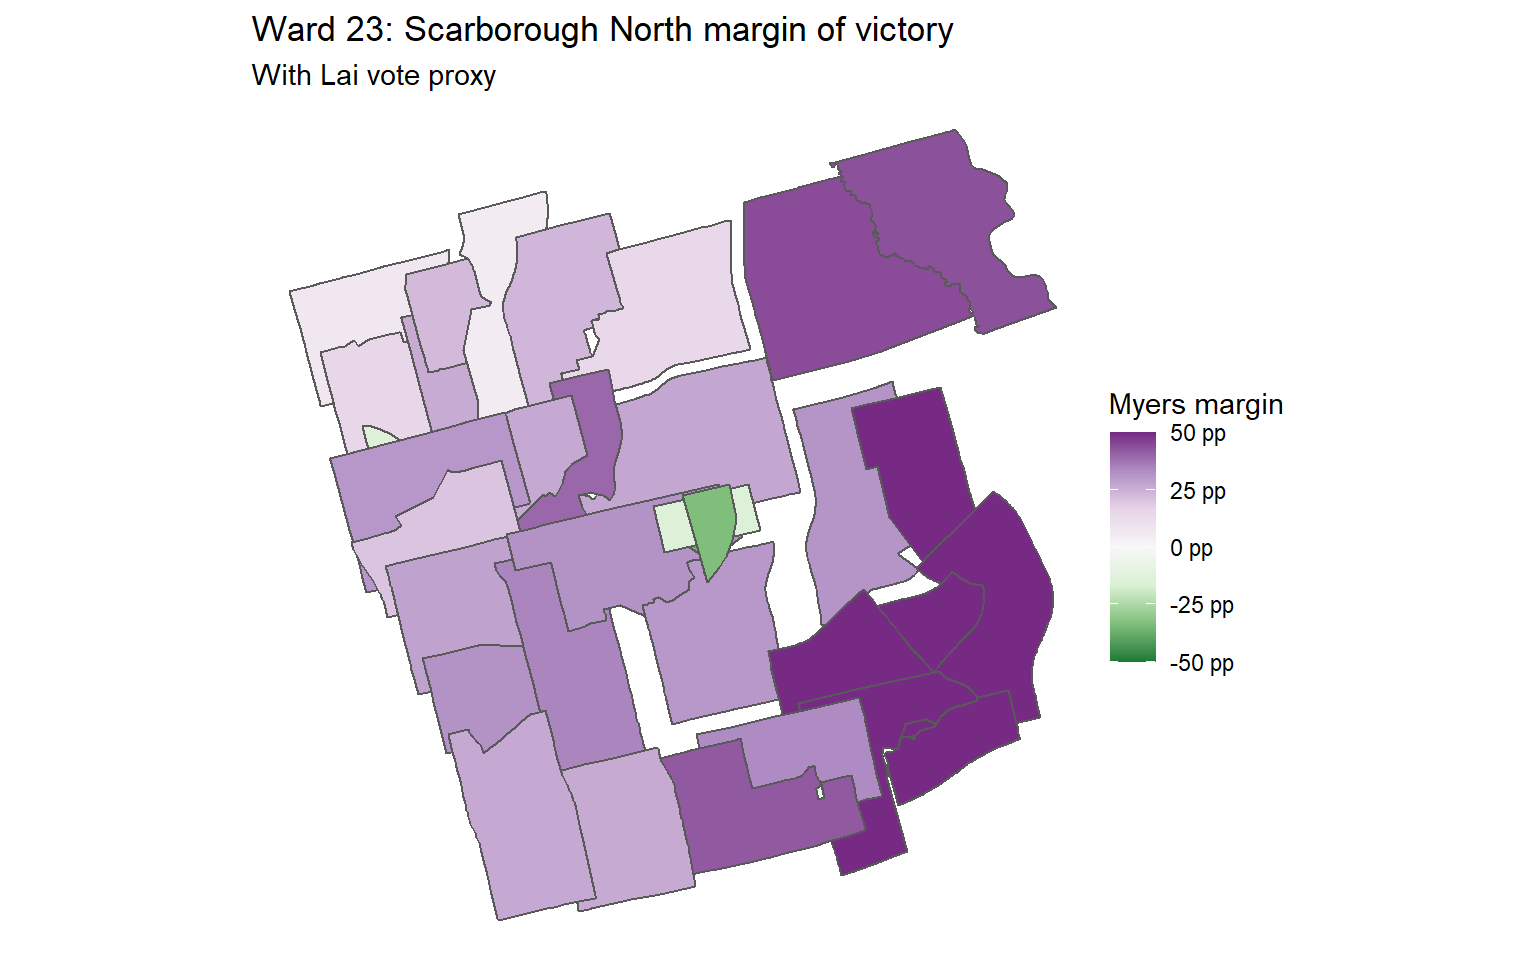 Ward 23: Scarborough North margin of victory
With Lai vote proxy
Myers margin
50 pp
25 pp
0 pp
-25 pp
-50 pp